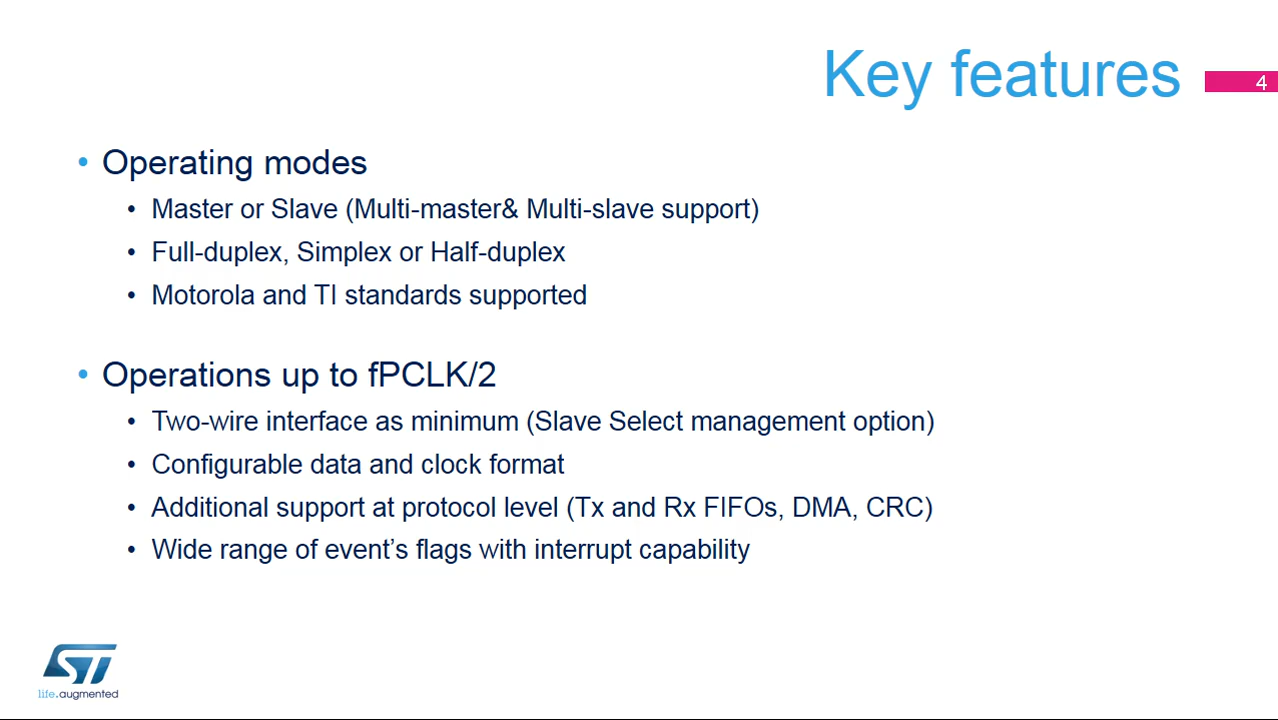 Key features
4
• Operating modes
• Master or Slave (Multi-master& Multi-slave support)
• Full-duplex, Simplex or Half-duplex
• Motorola and TI standards supported
• Operations up to fPCLK/2
• Two-wire interface as minimum (Slave Select management option)
• Configurable data and clock format
• Additional support at protocol level (Tx and Rx FIFOs, DMA, CRC)
• Wide range of event’s flags with interrupt capability
ST
life.augmented